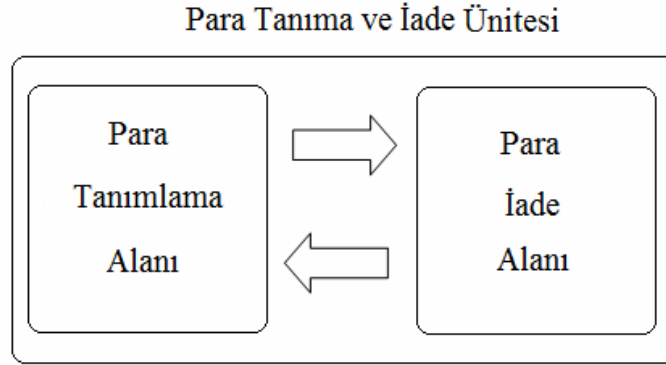 Para Tanıma ve İade Ünitesi
Para
Tanımlama
Alanı
Para
İade
Alanı